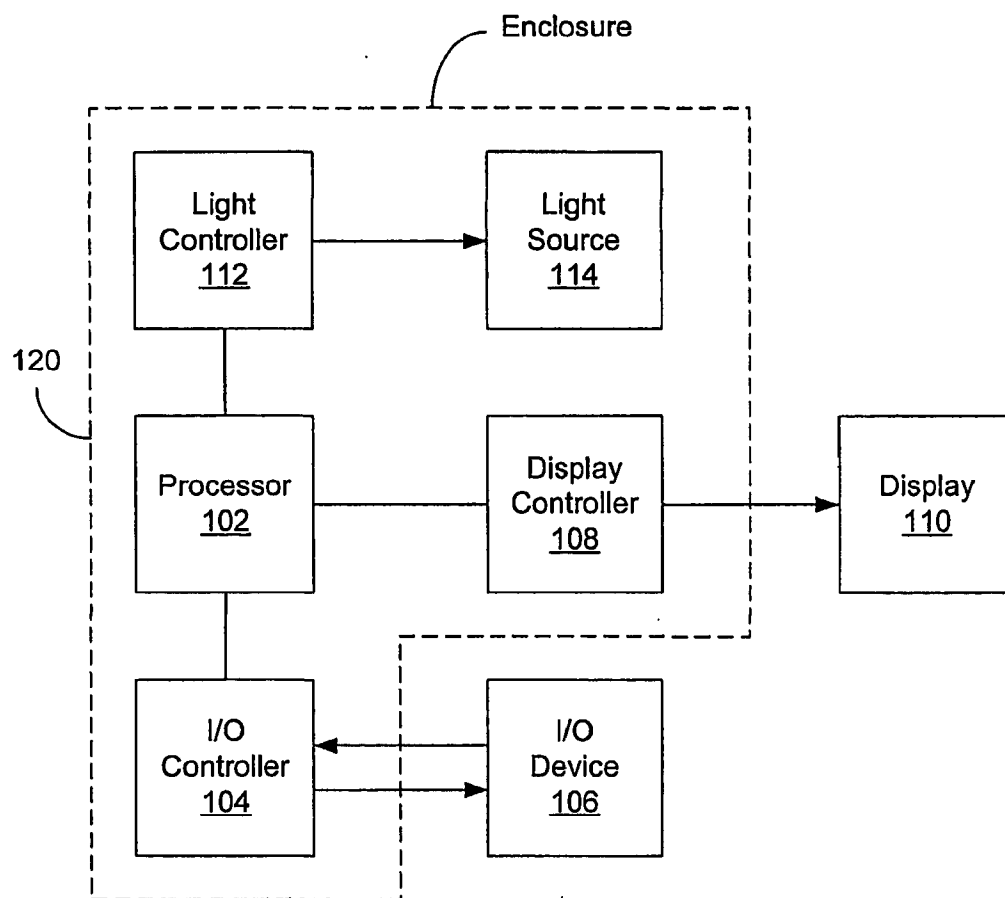 Enclosure
Light
Controller
112
Light
Source
114
120
Processor
102
Display
Controller
108
Display
110
I/O
Controller
104
I/O
Device
106